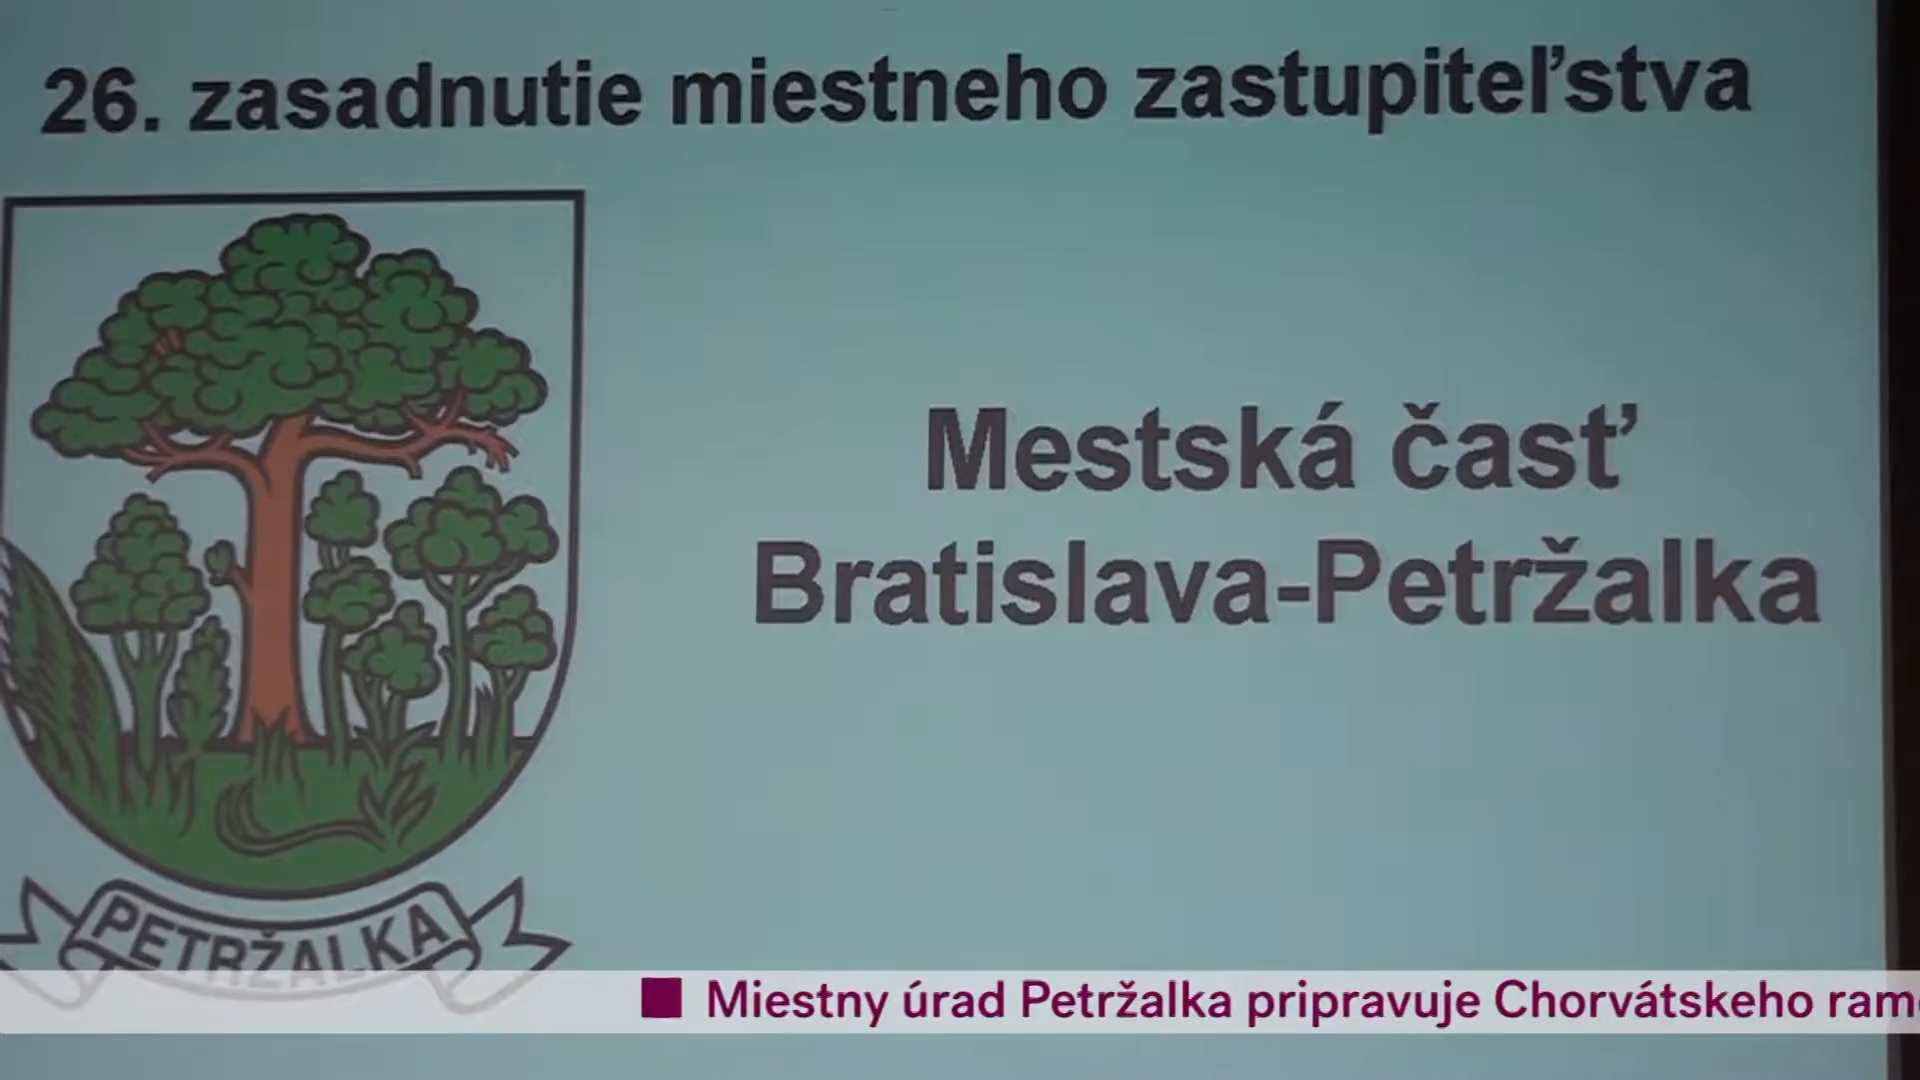 26. zasadnutie miestneho zastupiteľstva
Mestská časť
Bratislava-Petržalka
PETRŽALKA
Miestny úrad Petržalka pripravuje Chorvátskeho